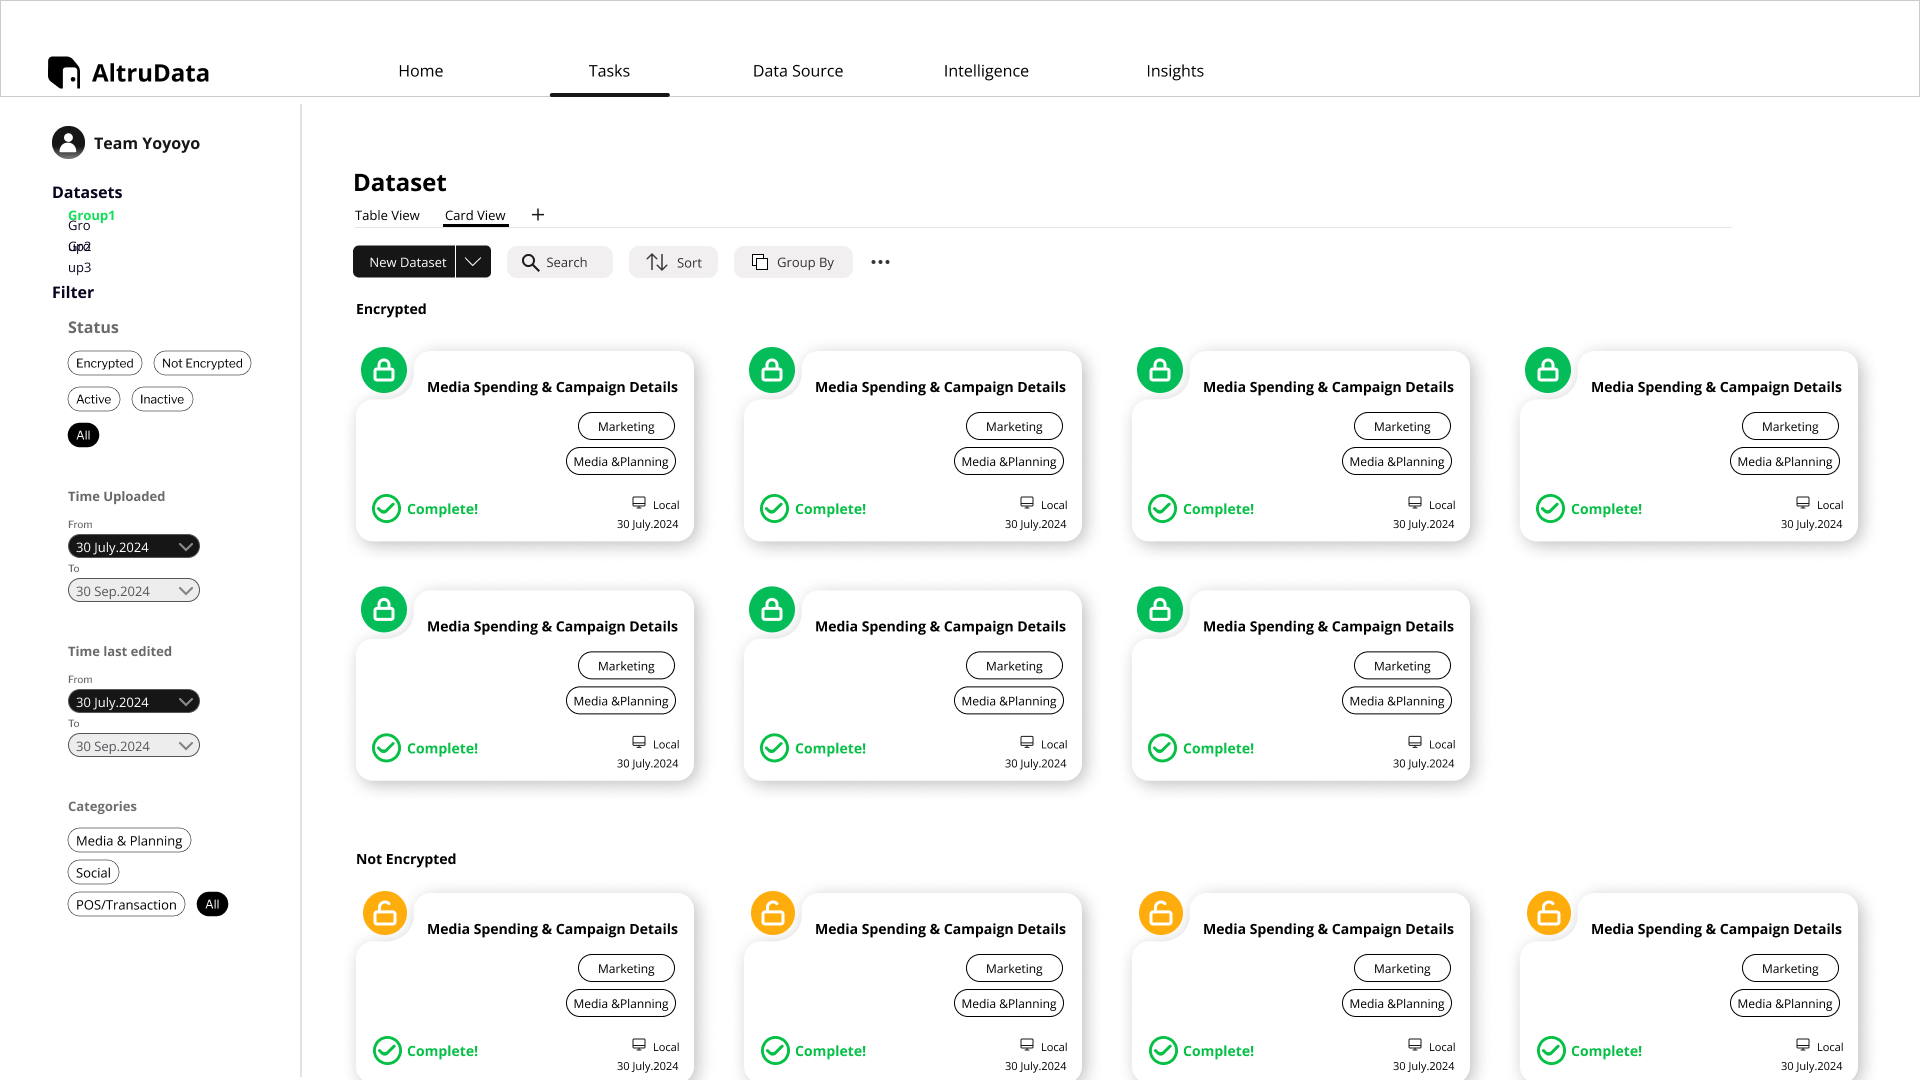 AltruData
Home Tasks Data Source Intelligence Insights
Team Yoyoyo
Datasets
Group1
Gro
up2
Gro
up3
Filter
Status
Encrypted Not Encrypted
Active Inactive
All
Time Uploaded
From
30 July.2024
To
30 Sep.2024
Time last edited
From
30 July.2024
To
30 Sep.2024
Categories
Media & Planning
Social
POS/Transaction All
Dataset
Table View Card View +
New Dataset Search Sort Group By
Encrypted
Media Spending & Campaign Details
Marketing
Media &Planning
Complete! Local
30 July.2024
Media Spending & Campaign Details
Marketing
Media &Planning
Complete! Local
30 July.2024
Media Spending & Campaign Details
Marketing
Media &Planning
Complete! Local
30 July.2024
Media Spending & Campaign Details
Marketing
Media &Planning
Complete! Local
30 July.2024
Media Spending & Campaign Details
Marketing
Media &Planning
Complete! Local
30 July.2024
Media Spending & Campaign Details
Marketing
Media &Planning
Complete! Local
30 July.2024
Media Spending & Campaign Details
Marketing
Media &Planning
Complete! Local
30 July.2024
Not Encrypted
Media Spending & Campaign Details
Marketing
Media &Planning
Complete! Local
30 July.2024
Media Spending & Campaign Details
Marketing
Media &Planning
Complete! Local
30 July.2024
Media Spending & Campaign Details
Marketing
Media &Planning
Complete! Local
30 July.2024
Media Spending & Campaign Details
Marketing
Media &Planning
Complete! Local
30 July.2024